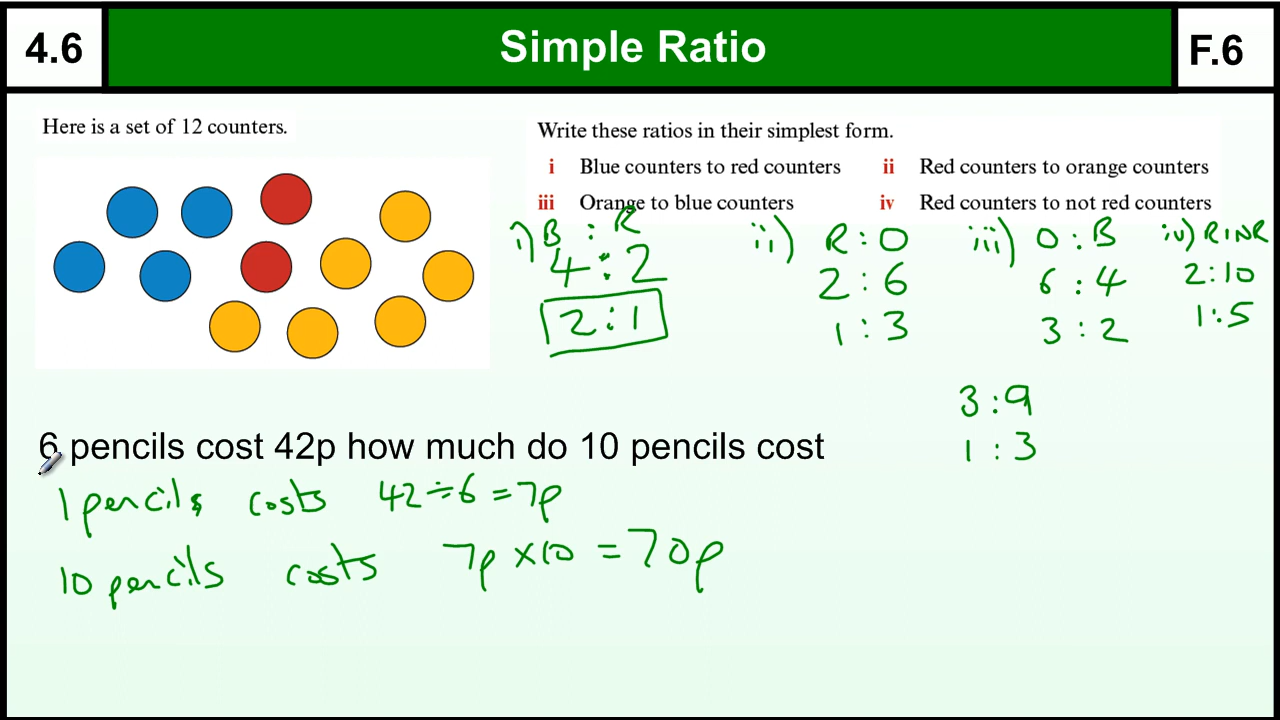 4.6
Simple Ratio
F.6
Here is a set of 12 counters.
Write these ratios in their simplest form.
i Blue counters to red counters
ii Red counters to orange counters
iii Orange to blue counters
iv Red counters to not red counters
i) B : R
4 : 2
2 : 1
ii) R : O
2 : 6
1 : 3
iii) O : B
6 : 4
3 : 2
iv) R : NR
2 : 10
1 : 5
3 : 9
1 : 3
6 pencils cost 42p how much do 10 pencils cost
1 pencils costs 42 ÷ 6 = 7p
10 pencils costs 7p × 10 = 70p